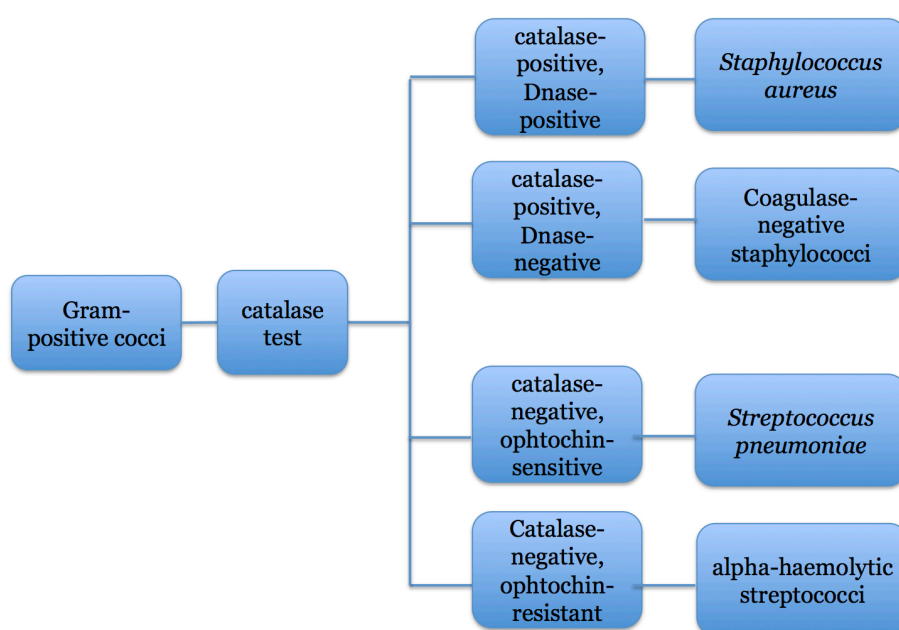 Gram-
positive cocci
catalase
test
catalase-
positive,
Dnase-
positive
Staphylococcus
aureus
catalase-
positive,
Dnase-
negative
Coagulase-
negative
staphylococci
catalase-
negative,
ophtochin-
sensitive
Streptococcus
pneumoniae
Catalase-
negative,
ophtochin-
resistant
alpha-haemolytic
streptococci